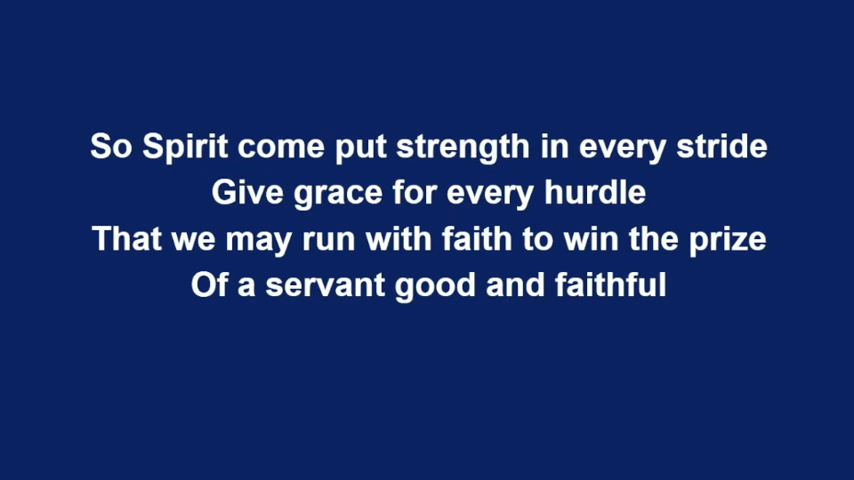 So Spirit come put strength in every stride
Give grace for every hurdle
That we may run with faith to win the prize
Of a servant good and faithful